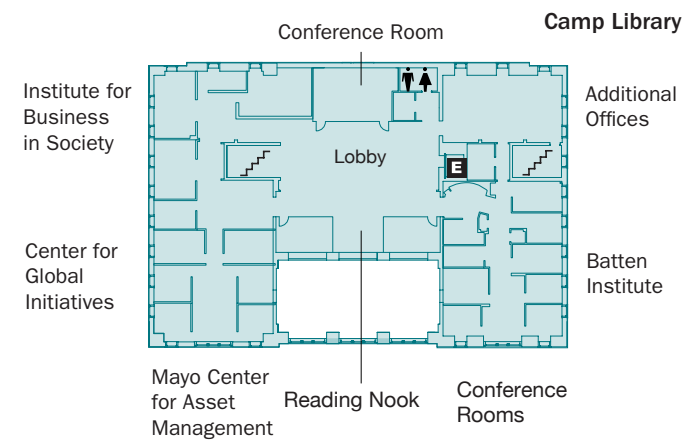 Camp Library
Conference Room
Institute for
Business
in Society
Additional
Offices
Lobby
E
Center for
Global
Initiatives
Batten
Institute
Mayo Center
for Asset
Management
Reading Nook
Conference
Rooms